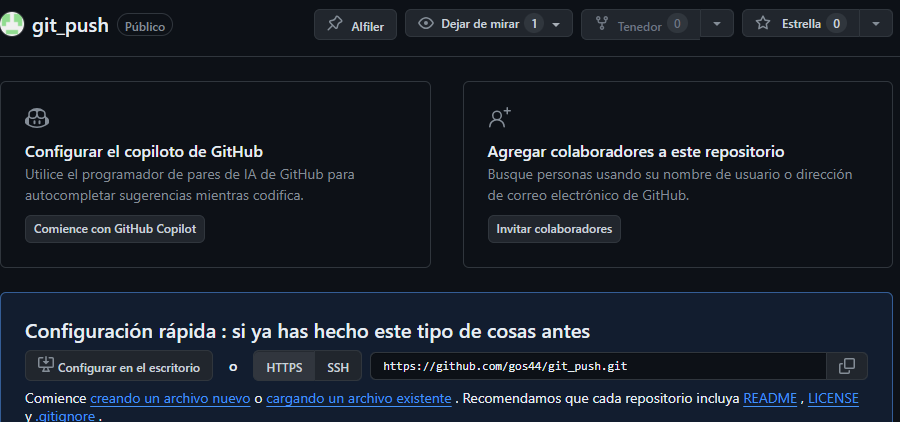 git_push Público Alfiler Dejar de mirar 1 Tenedor 0 Estrella 0
Configurar el copiloto de GitHub
Utilice el programador de pares de IA de GitHub para
autocompletar sugerencias mientras codifica.
Comience con GitHub Copilot
Agregar colaboradores a este repositorio
Busque personas usando su nombre de usuario o dirección
de correo electrónico de GitHub.
Invitar colaboradores
Configuración rápida : si ya has hecho este tipo de cosas antes
Configurar en el escritorio o HTTPS SSH https://github.com/gos44/git_push.git
Comience creando un archivo nuevo o cargando un archivo existente . Recomendamos que cada repositorio incluya README , LICENSE
y .gitignore .